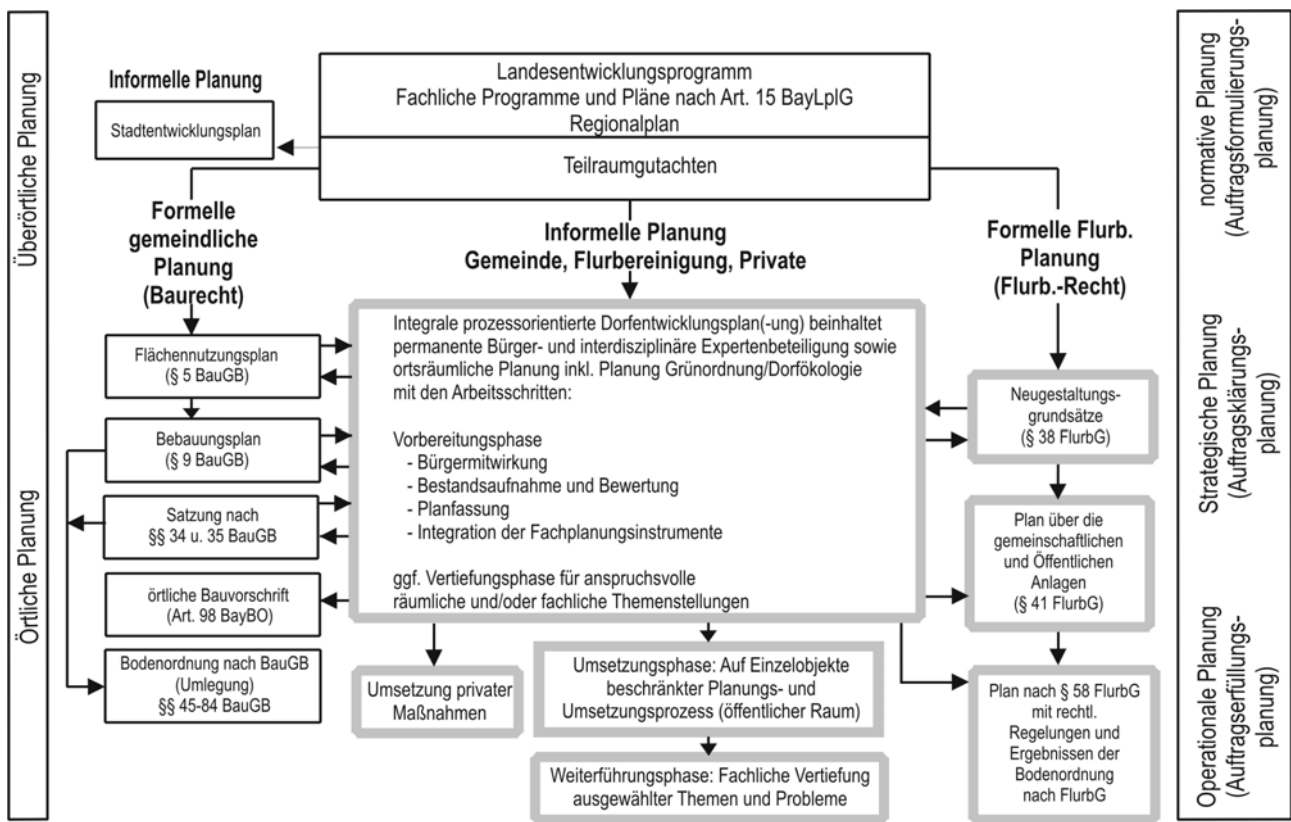 Überörtliche Planung
Örtliche Planung
Informelle Planung
Stadtentwicklungsplan
Landesentwicklungsprogramm
Fachliche Programme und Pläne nach Art. 15 BayLplG
Regionalplan
Teilraumgutachten
Formelle
gemeindliche
Planung
(Baurecht)
Flächennutzungsplan
(§ 5 BauGB)
Bebauungsplan
(§ 9 BauGB)
Satzung nach
§§ 34 u. 35 BauGB
örtliche Bauvorschrift
(Art. 98 BayBO)
Bodenordnung nach BauGB
(Umlegung)
§§ 45-84 BauGB
Informelle Planung
Gemeinde, Flurbereinigung, Private
Integrale prozessorientierte Dorfentwicklungsplan(-ung) beinhaltet
permanente Bürger- und interdisziplinäre Expertenbeteiligung sowie
ortsräumliche Planung inkl. Planung Grünordnung/Dorfökologie
mit den Arbeitsschritten:
Vorbereitungsphase
- Bürgermitwirkung
- Bestandsaufnahme und Bewertung
- Planfassung
- Integration der Fachplanungsinstrumente
ggf. Vertiefungsphase für anspruchsvolle
räumliche und/oder fachliche Themenstellungen
Umsetzung privater
Maßnahmen
Umsetzungsphase: Auf Einzelobjekte
beschränkter Planungs- und
Umsetzungsprozess (öffentlicher Raum)
Weiterführungsphase: Fachliche Vertiefung
ausgewählter Themen und Probleme
Formelle Flurb.
Planung
(Flurb.-Recht)
Neugestaltungs-
grundsätze
(§ 38 FlurbG)
Plan über die
gemeinschaftlichen
und Öffentlichen
Anlagen
(§ 41 FlurbG)
Plan nach § 58 FlurbG
mit rechtl.
Regelungen und
Ergebnissen der
Bodenordnung
nach FlurbG
normative Planung
(Auftragsformulierungs-
planung)
Strategische Planung
(Auftragsklärungs-
planung)
Operationale Planung
(Auftragserfüllungs-
planung)